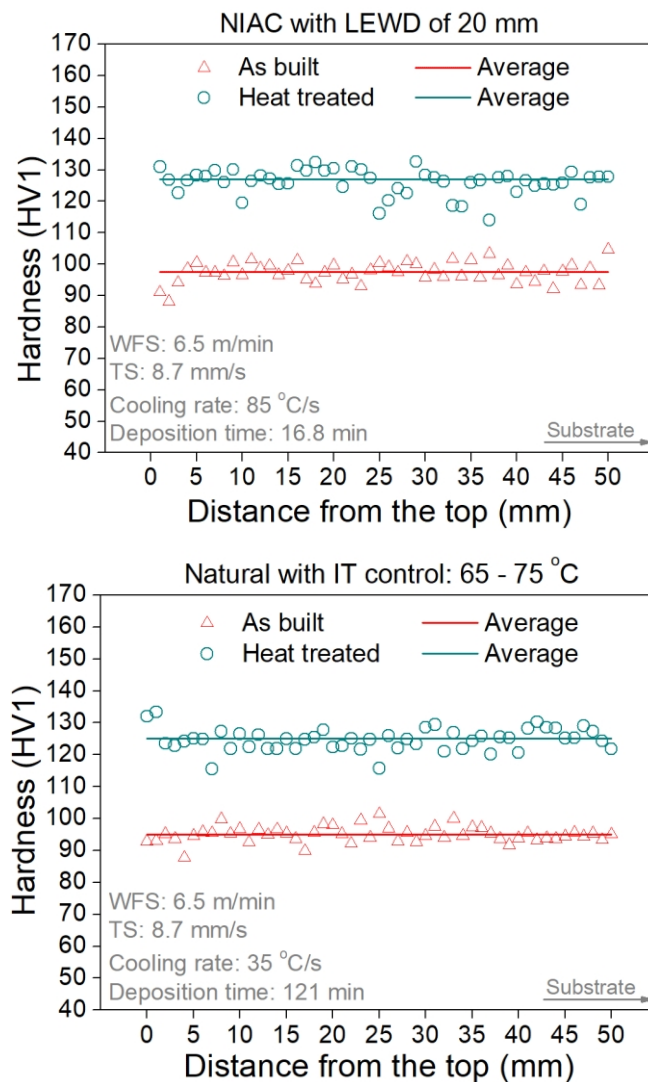 NIAC with LEWD of 20 mm
170
160
150
140
130
120
110
100
90
80
70
60
50
40
Hardness (HV1)
As built
Average
Heat treated
Average
WFS: 6.5 m/min
TS: 8.7 mm/s
Cooling rate: 85 °C/s
Deposition time: 16.8 min
Substrate
0 5 10 15 20 25 30 35 40 45 50
Distance from the top (mm)
Natural with IT control: 65 - 75 °C
170
160
150
140
130
120
110
100
90
80
70
60
50
40
Hardness (HV1)
As built
Average
Heat treated
Average
WFS: 6.5 m/min
TS: 8.7 mm/s
Cooling rate: 35 °C/s
Deposition time: 121 min
Substrate
0 5 10 15 20 25 30 35 40 45 50
Distance from the top (mm)